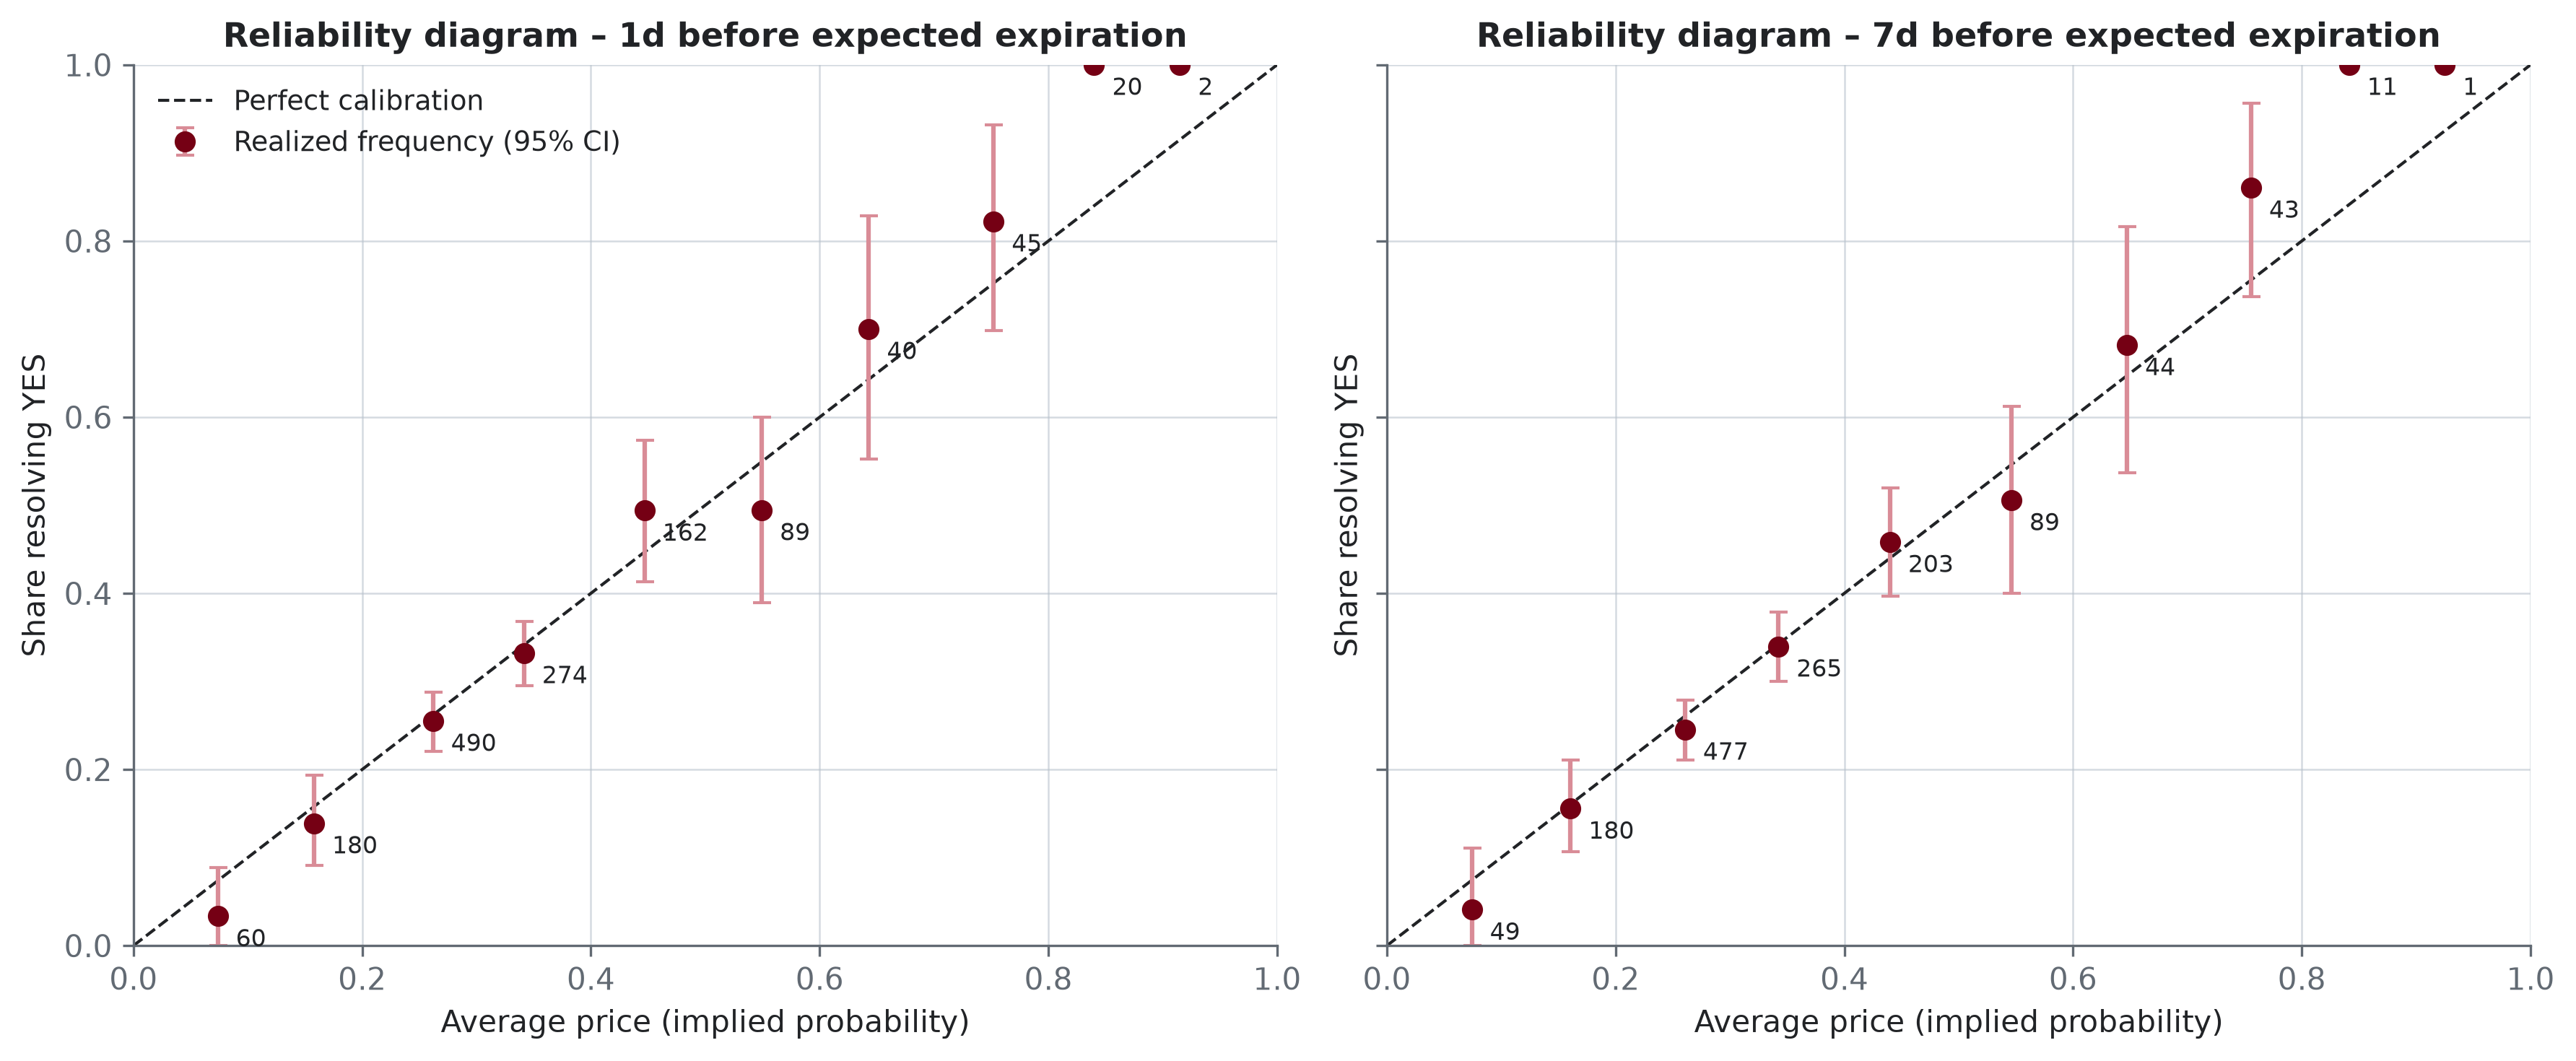 Reliability diagram – 1d before expected expiration
1.0
0.8
0.6
0.4
0.2
0.0
Share resolving YES
Perfect calibration
Realized frequency (95% CI)
20
2
45
40
162
89
274
490
180
60
0.0 0.2 0.4 0.6 0.8 1.0
Average price (implied probability)
Reliability diagram – 7d before expected expiration
Share resolving YES
11
1
43
44
89
203
265
477
180
49
0.0 0.2 0.4 0.6 0.8 1.0
Average price (implied probability)